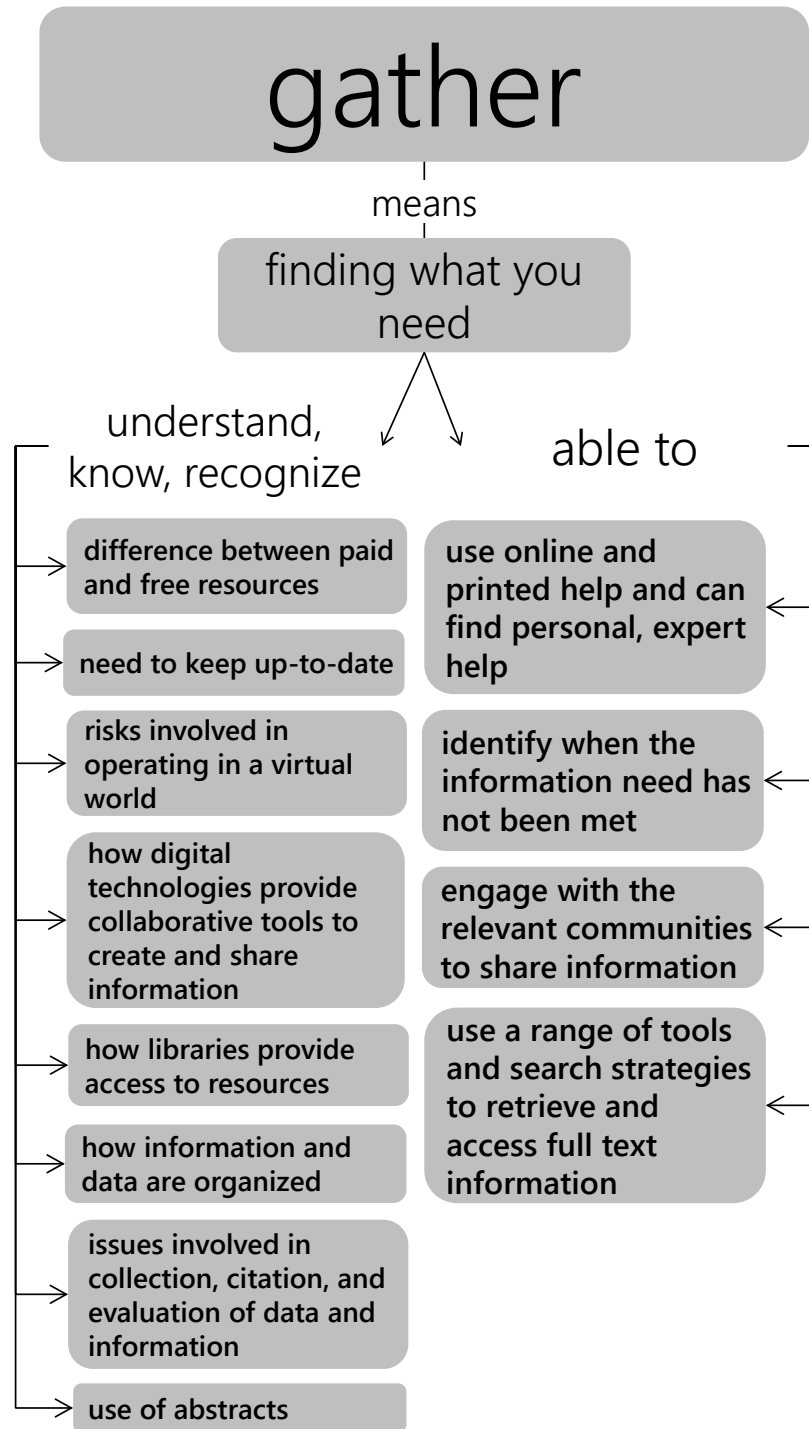 gather
means
finding what you
need
understand,
know, recognize
difference between paid
and free resources
need to keep up-to-date
risks involved in
operating in a virtual
world
how digital
technologies provide
collaborative tools to
create and share
information
how libraries provide
access to resources
how information and
data are organized
issues involved in
collection, citation, and
evaluation of data and
information
use of abstracts
able to
use online and
printed help and can
find personal, expert
help
identify when the
information need has
not been met
engage with the
relevant communities
to share information
use a range of tools
and search strategies
to retrieve and
access full text
information